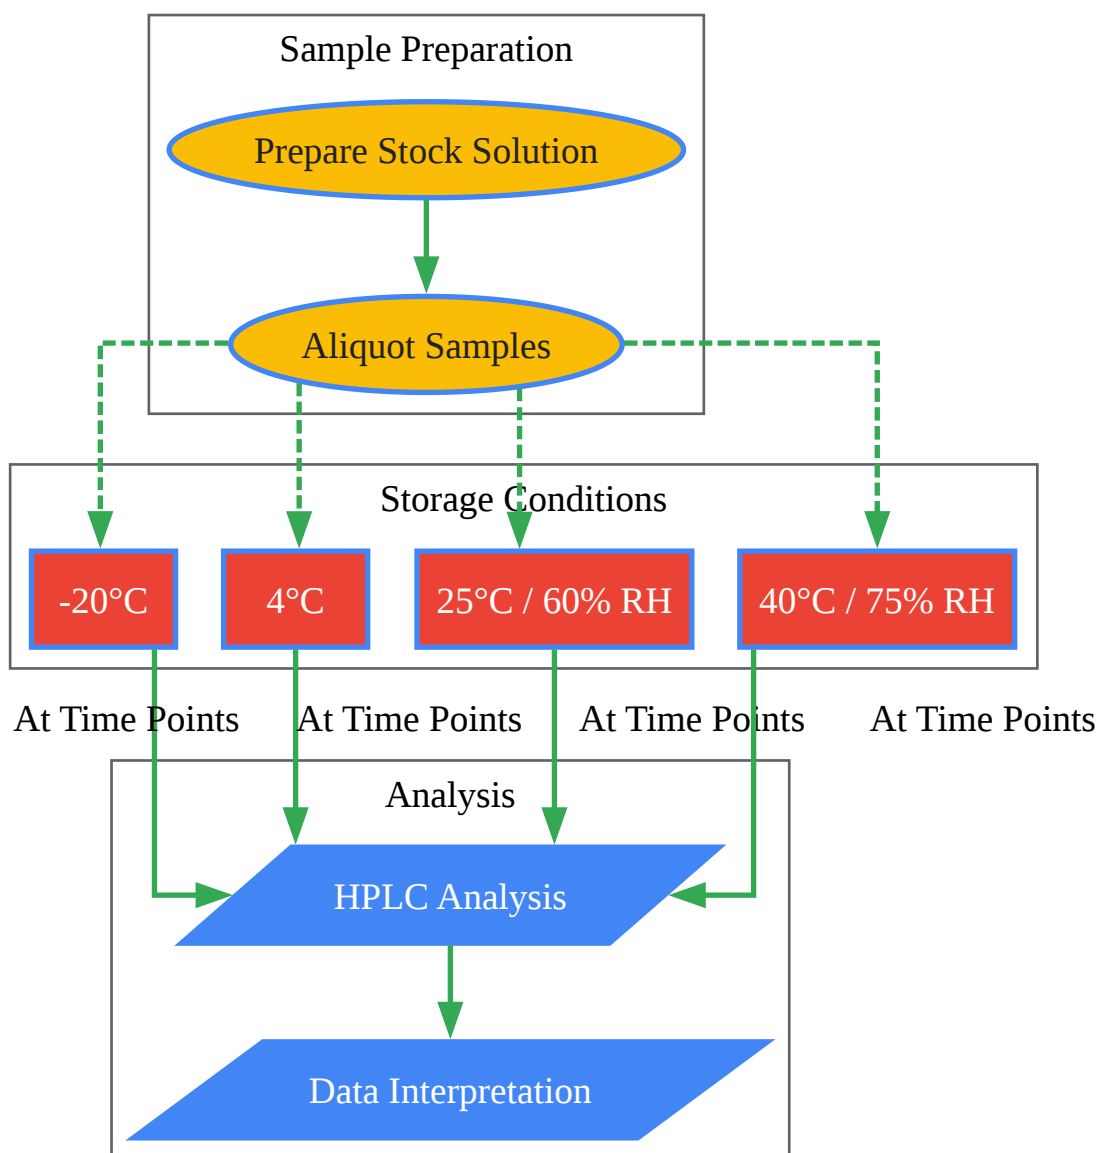 Sample Preparation
Prepare Stock Solution
Aliquot Samples
Storage Conditions
-20°C
4°C
25°C / 60% RH
40°C / 75% RH
At Time Points
At Time Points
At Time Points
At Time Points
Analysis
HPLC Analysis
Data Interpretation